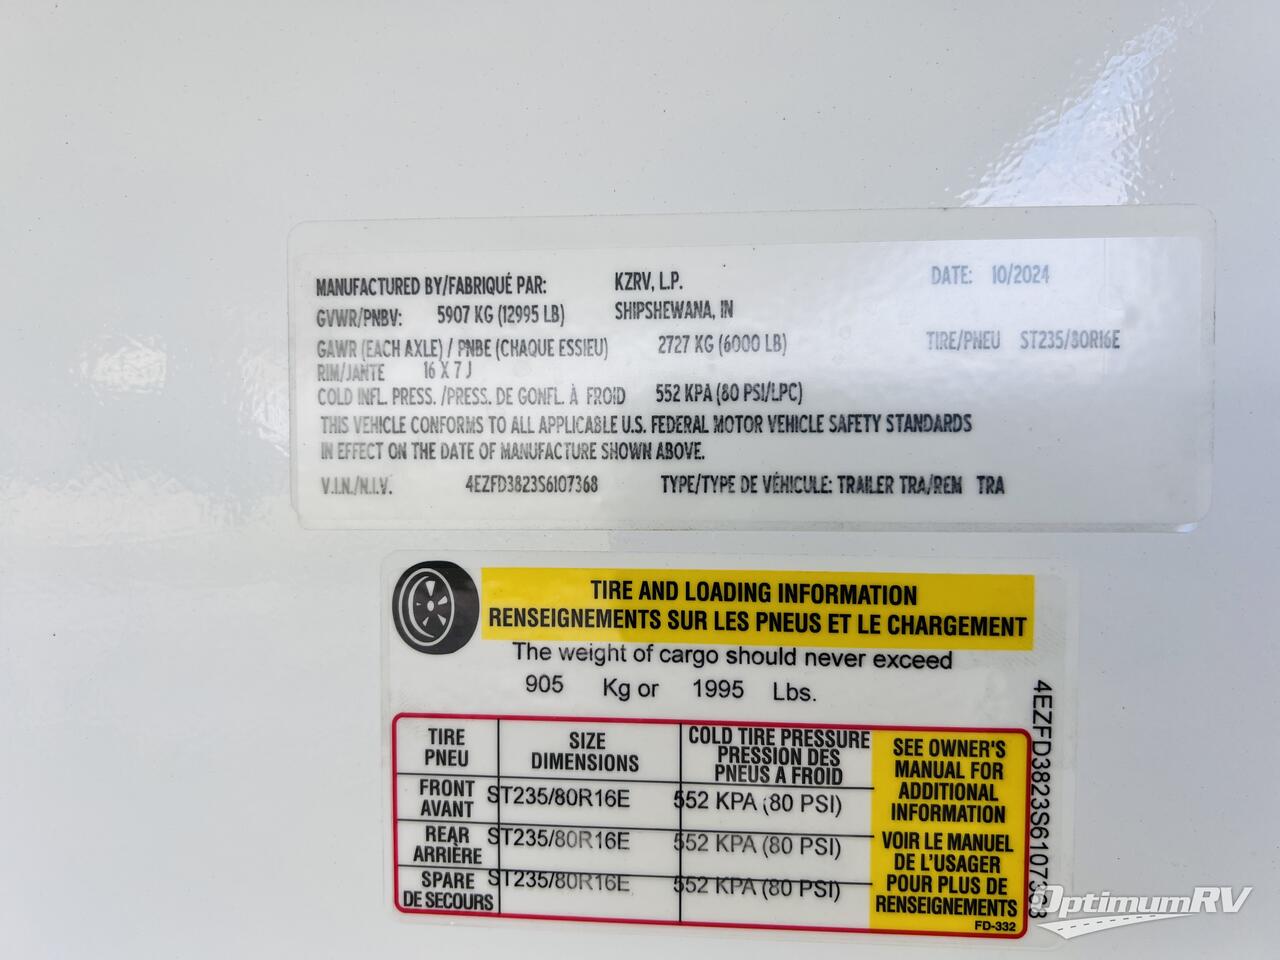 MANUFACTURED BY/FABRIQUÉ PAR: KZRV, L.P. DATE: 10/2024
GVWR/PNBV: 5907 KG (12995 LB) SHIPSHEWANA, IN
GAWR (EACH AXLE) / PNBE (CHAQUE ESSIEU) 2727 KG (6000 LB) TIRE/PNEU ST235/80R16E
RIM/JANTE 16 X 7 J
COLD INFL. PRESS. /PRESS. DE GONFL. À FROID 552 KPA (80 PSI/LPC)
THIS VEHICLE CONFORMS TO ALL APPLICABLE U.S. FEDERAL MOTOR VEHICLE SAFETY STANDARDS
IN EFFECT ON THE DATE OF MANUFACTURE SHOWN ABOVE.
V.I.N./N.I.V. 4EZFD3823S6107368 TYPE/TYPE DE VÉHICULE: TRAILER TRA/REM TRA
TIRE AND LOADING INFORMATION
RENSEIGNEMENTS SUR LES PNEUS ET LE CHARGEMENT
The weight of cargo should never exceed
905 Kg or 1995 Lbs.
TIRE
PNEU
SIZE
DIMENSIONS
COLD TIRE PRESSURE
PRESSION DES
PNEUS A FROID
FRONT
AVANT
ST235/80R16E
552 KPA (80 PSI)
REAR
ARRIÈRE
ST235/80R16E
552 KPA (80 PSI)
SPARE
DE SECOURS
ST235/80R16E
552 KPA (80 PSI)
SEE OWNER'S
MANUAL FOR
ADDITIONAL
INFORMATION
VOIR LE MANUEL
DE L'USAGER
POUR PLUS DE
RENSEIGNEMENTS
FD-332
4EZFD3823S6107368
OptimumRV